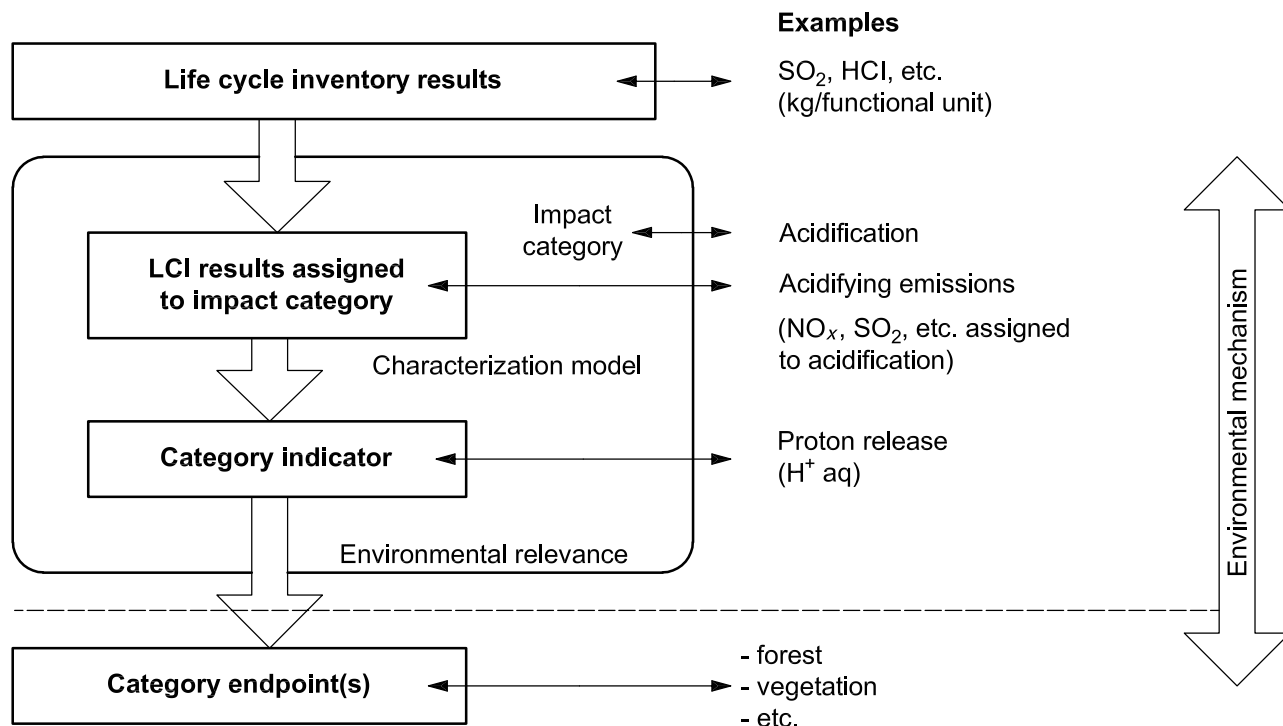 Examples
Life cycle inventory results
SO₂, HCl, etc.
(kg/functional unit)
Impact
category
Acidification
LCI results assigned
to impact category
Acidifying emissions
(NOₓ, SO₂, etc. assigned
to acidification)
Characterization model
Category indicator
Proton release
(H⁺ aq)
Environmental relevance
Environmental mechanism
Category endpoint(s)
- forest
- vegetation
- etc.